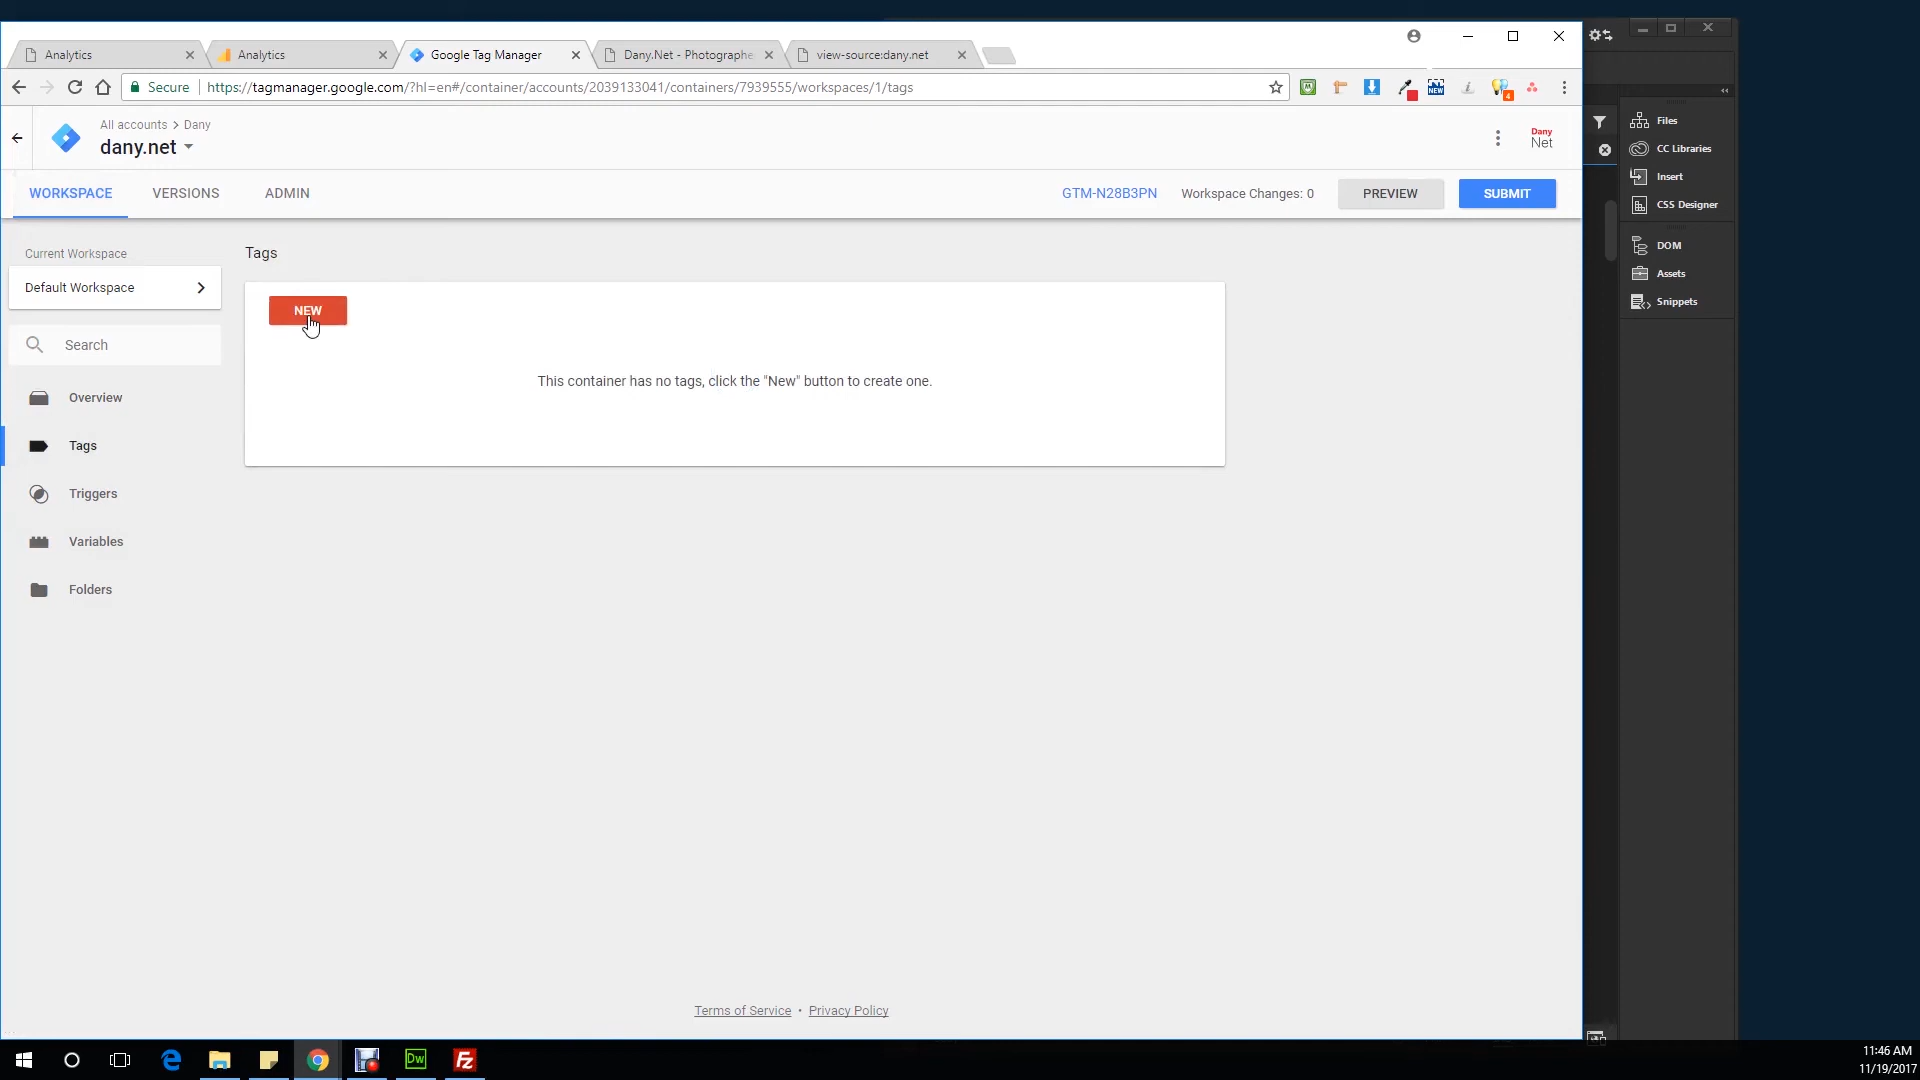 Analytics
Analytics
Google Tag Manager
Dany.Net - Photographe
view-source:dany.net
Secure
https://tagmanager.google.com/?hl=en#/container/accounts/2039133041/containers/7939555/workspaces/1/tags
NEW
4
All accounts > Dany
dany.net
Dany
Net
WORKSPACE
VERSIONS
ADMIN
GTM-N28B3PN
Workspace Changes: 0
PREVIEW
SUBMIT
Current Workspace
Default Workspace
Search
Overview
Tags
Triggers
Variables
Folders
Tags
NEW
This container has no tags, click the "New" button to create one.
Terms of Service • Privacy Policy
Files
CC Libraries
Insert
CSS Designer
DOM
Assets
Snippets
Dw
Fz
11:46 AM
11/19/2017